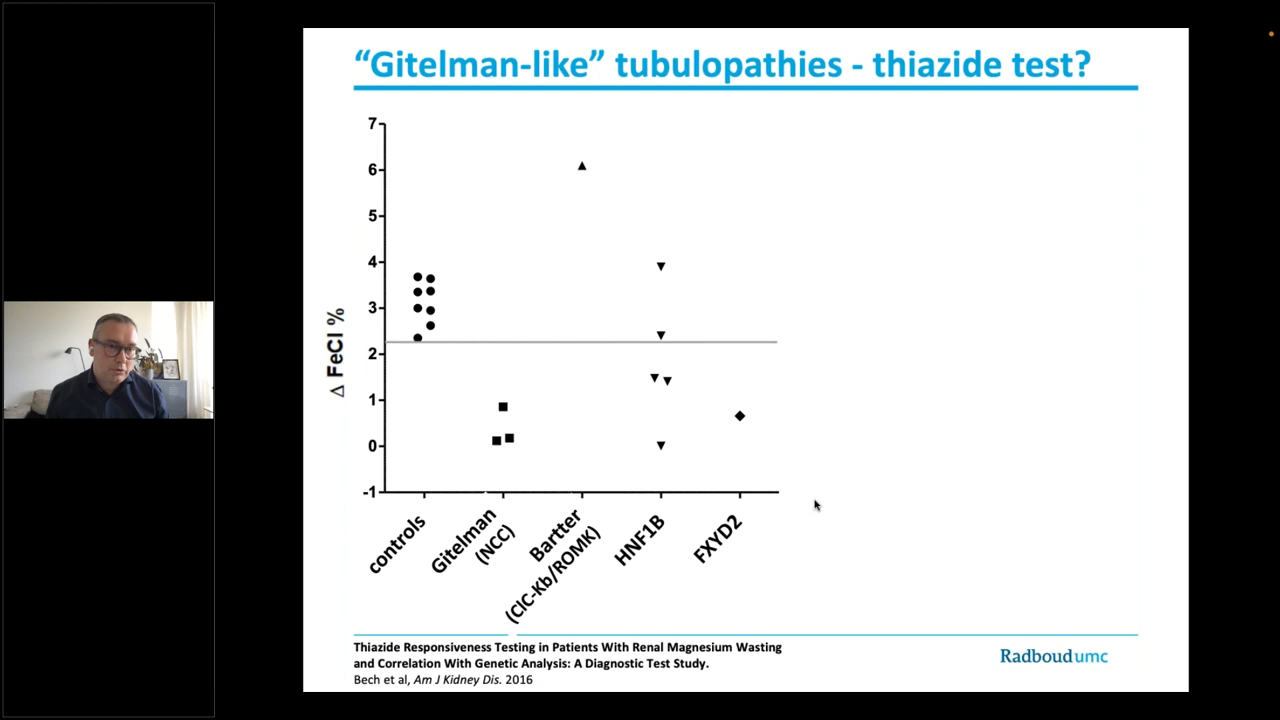 “Gitelman-like” tubulopathies - thiazide test?
7
6
5
4
3
2
1
0
-1
Δ FeCl %
controls
Gitelman
(NCC)
Bartter
(ClC-Kb/ROMK)
HNF1B
FXYD2
Thiazide Responsiveness Testing in Patients With Renal Magnesium Wasting
and Correlation With Genetic Analysis: A Diagnostic Test Study.
Bech et al, Am J Kidney Dis. 2016
Radboudumc